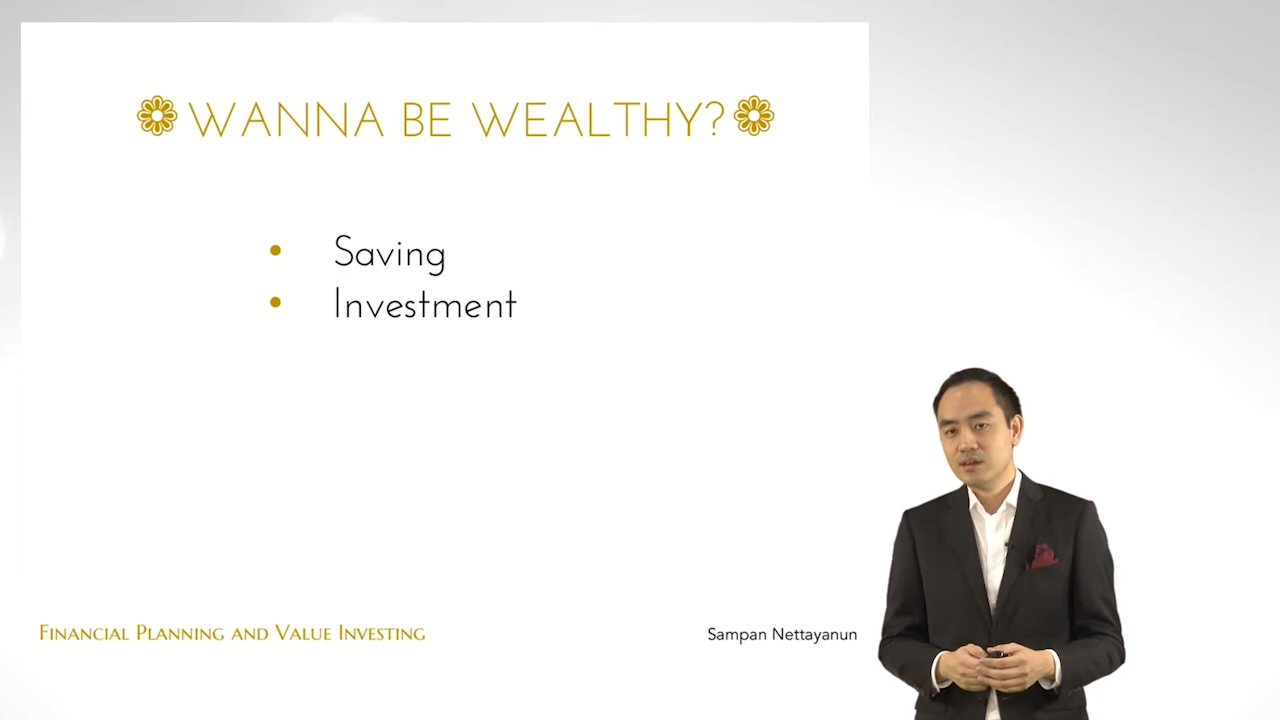 WANNA BE WEALTHY?
• Saving
• Investment
Financial Planning and Value Investing
Sampan Nettayanun